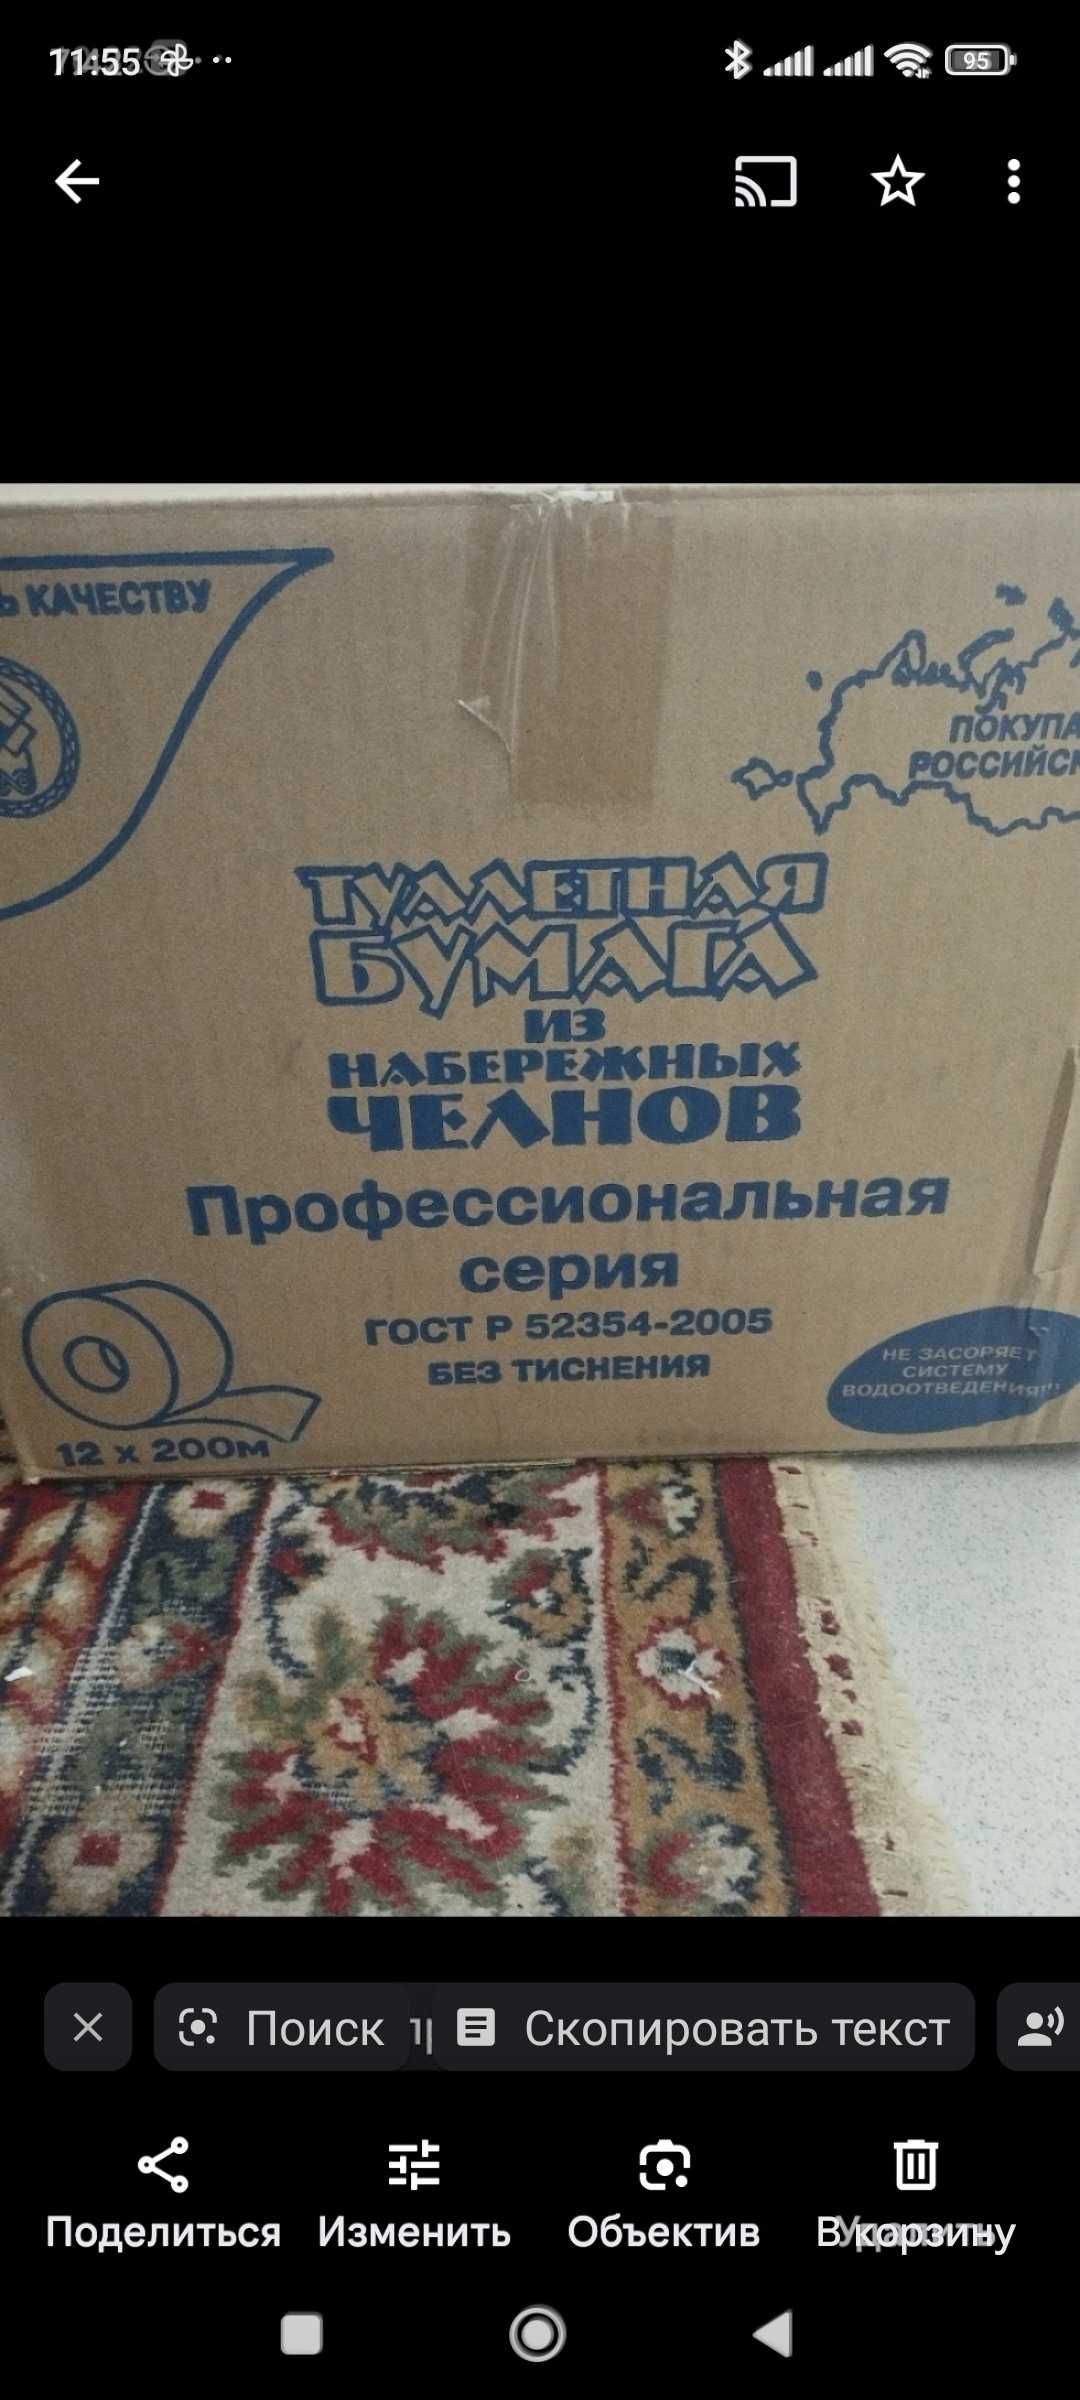 11:55
95
Ь КАЧЕСТВУ
ПОКУПА
РОССИЙСК
ТУАЛЕТНАЯ
БУМАГА
ИЗ
НАБЕРЕЖНЫХ
ЧЕЛНОВ
Профессиональная
серия
ГОСТ Р 52354-2005
БЕЗ ТИСНЕНИЯ
НЕ ЗАСОРЯЕТ
СИСТЕМУ
ВОДООТВЕДЕНИЯ!!!
12 х 200м
Поиск
Скопировать текст
Поделиться
Изменить
Объектив
В корзину